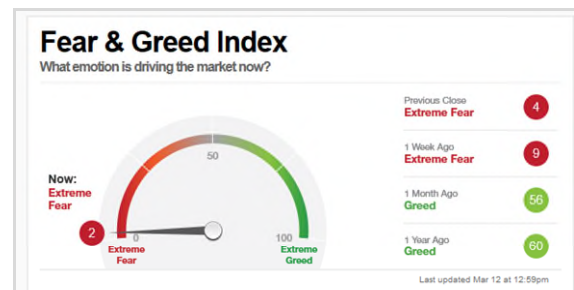 Fear & Greed Index
What emotion is driving the market now?
Previous Close
Extreme Fear
4
1 Week Ago
Extreme Fear
9
1 Month Ago
Greed
56
1 Year Ago
Greed
60
50
Now:
Extreme
Fear
2
0
100
Extreme
Fear
Extreme
Greed
Last updated Mar 12 at 12:59pm